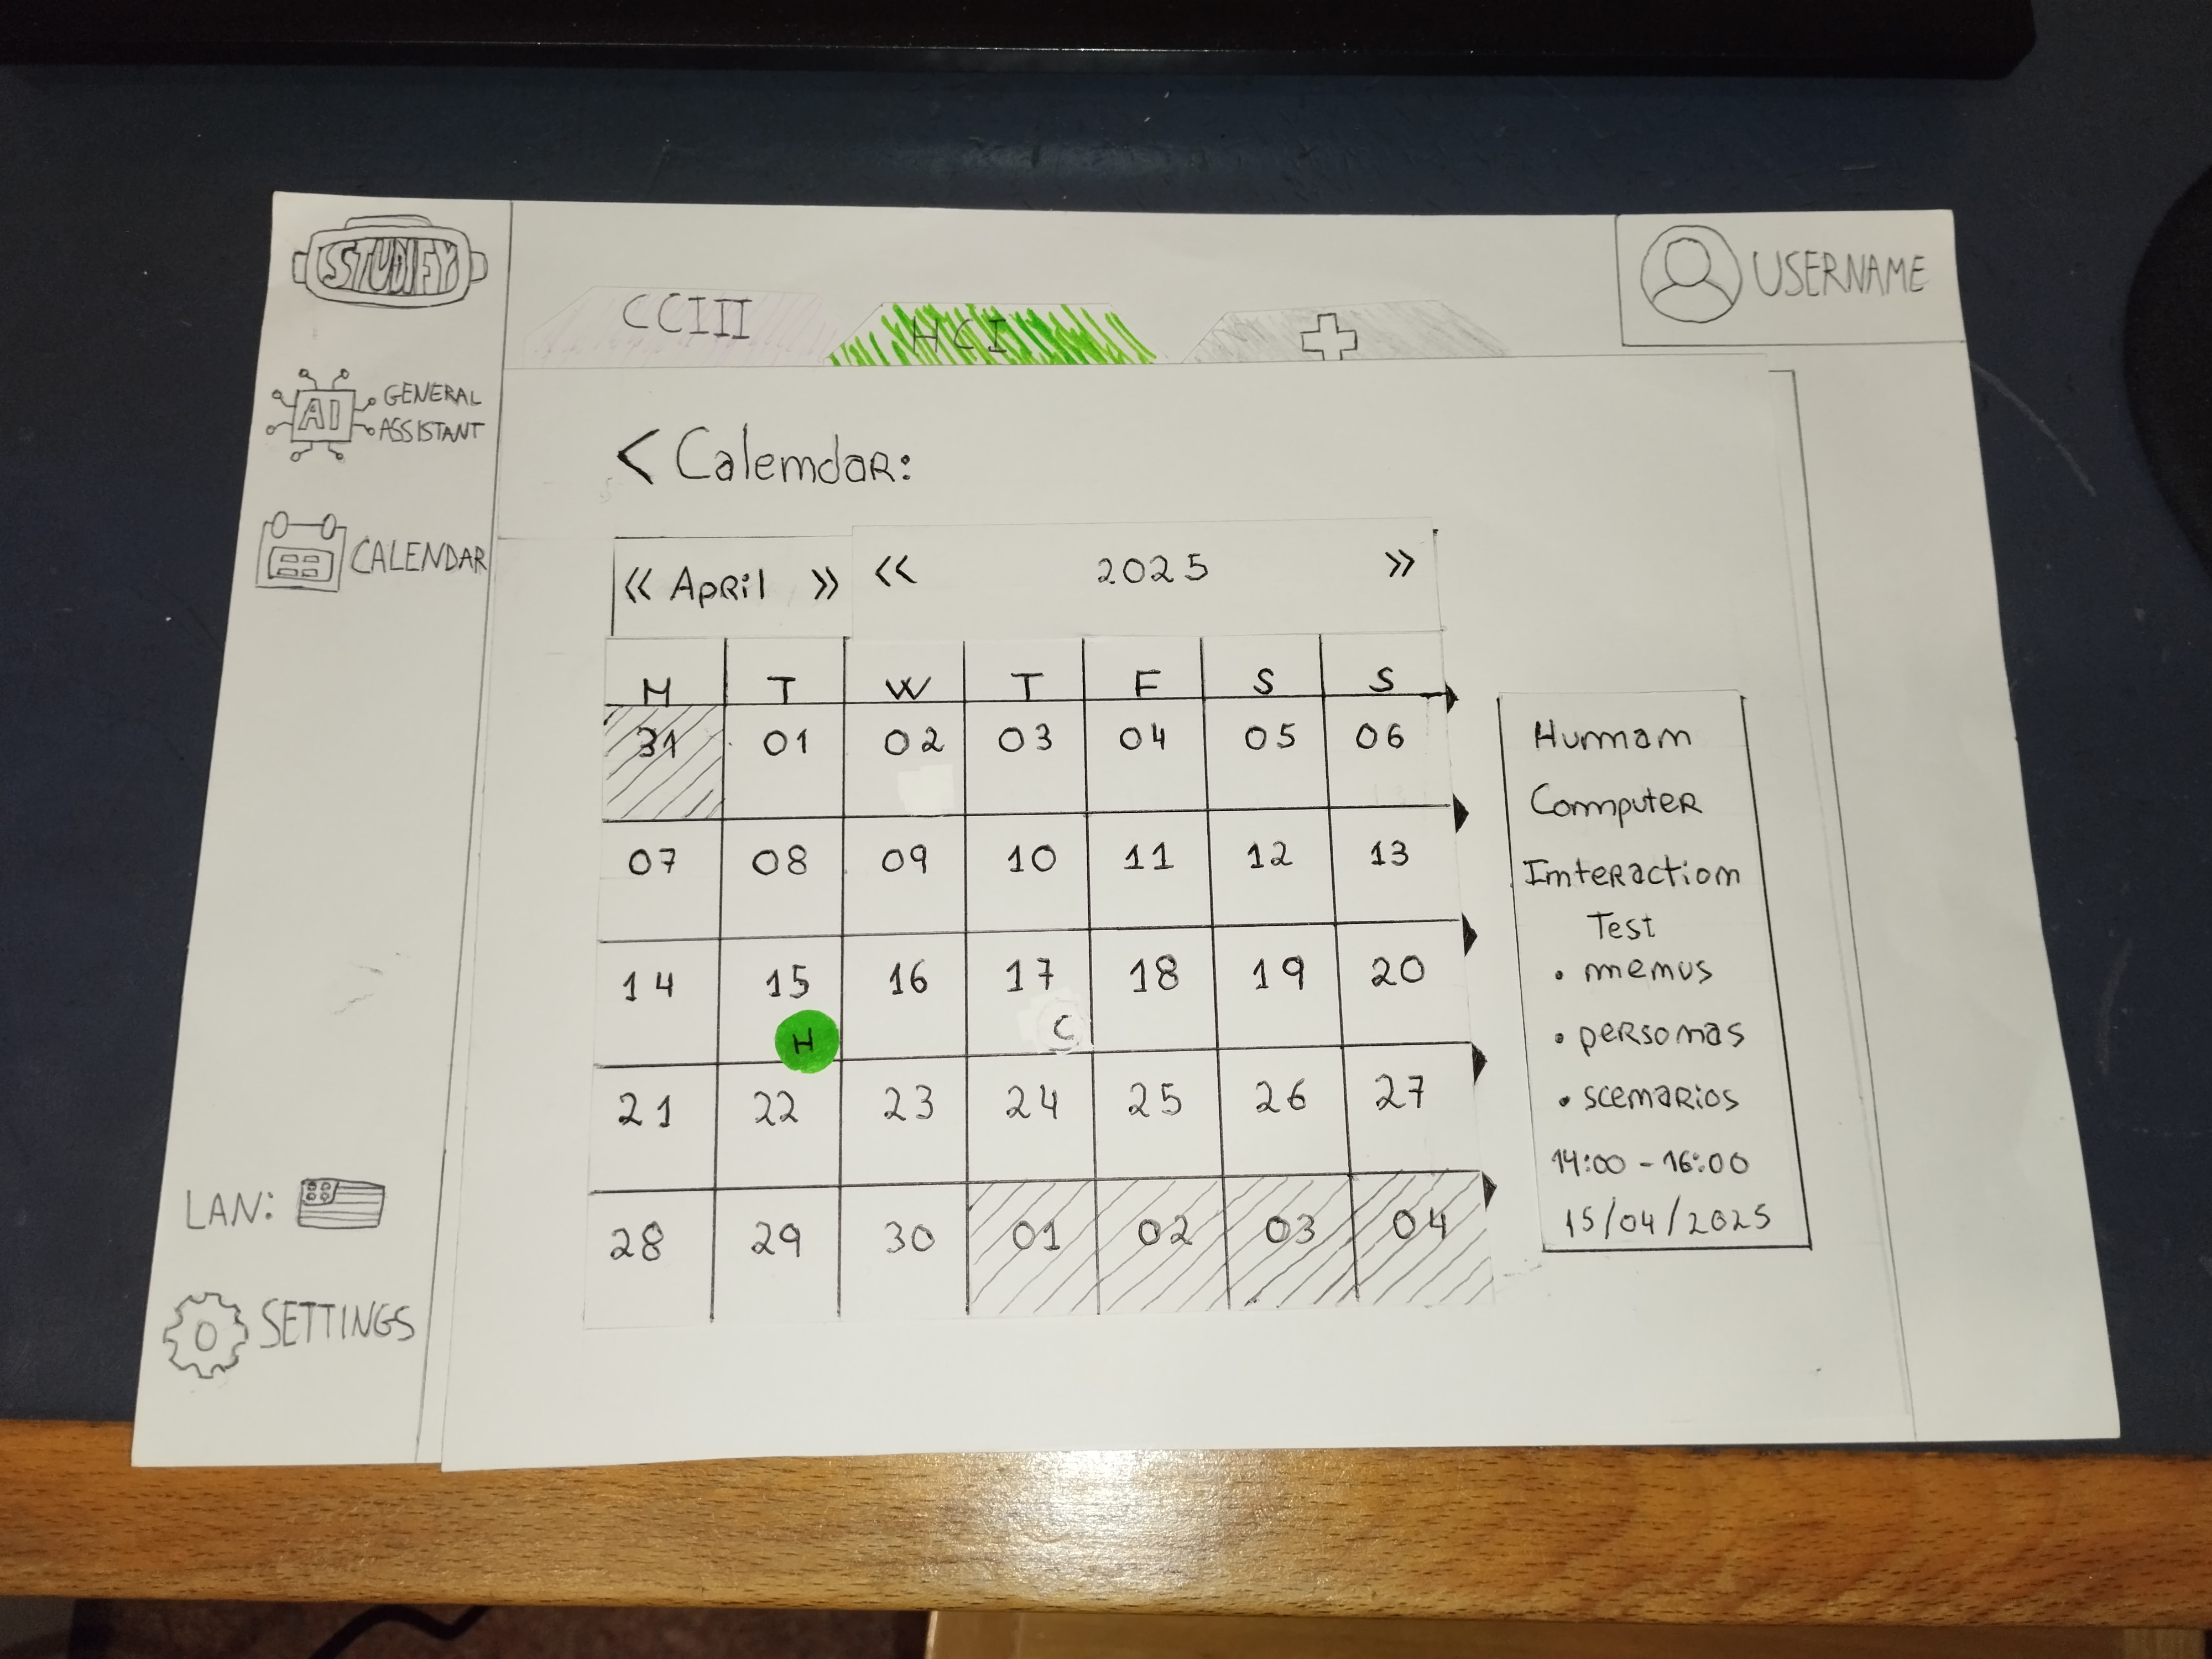 STUDIFY
USERNAME
CCIII
HCI
GENERAL
ASSISTANT
AI
CALENDAR
< Calemdar:
<< April >> << 2025 >>
M T W T F S S
31 01 02 03 04 05 06
07 08 09 10 11 12 13
14 15 16 17 18 19 20
H C
21 22 23 24 25 26 27
28 29 30 01 02 03 04
Humam
Computer
Imteractiom
Test
• memus
• persomas
• scemarios
14:00 - 16:00
15/04/2025
LAN:
SETTINGS